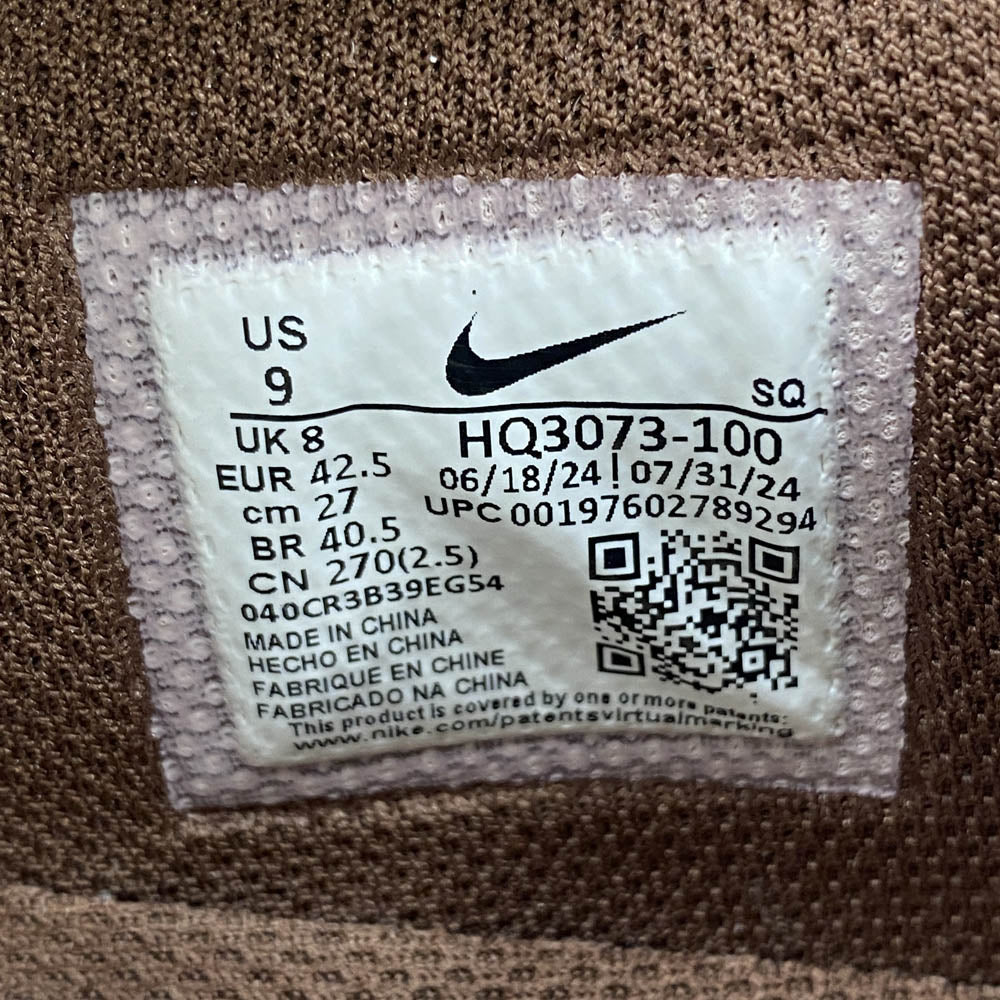 US
9
SQ
UK 8
EUR 42.5
cm 27
BR 40.5
CN 270(2.5)
HQ3073-100
06/18/24 | 07/31/24
UPC 00197602789294
040CR3B39EG54
MADE IN CHINA
HECHO EN CHINA
FABRIQUE EN CHINE
FABRICADO NA CHINA
This product is covered by one or more patents:
www.nike.com/patentsvirtualmarking